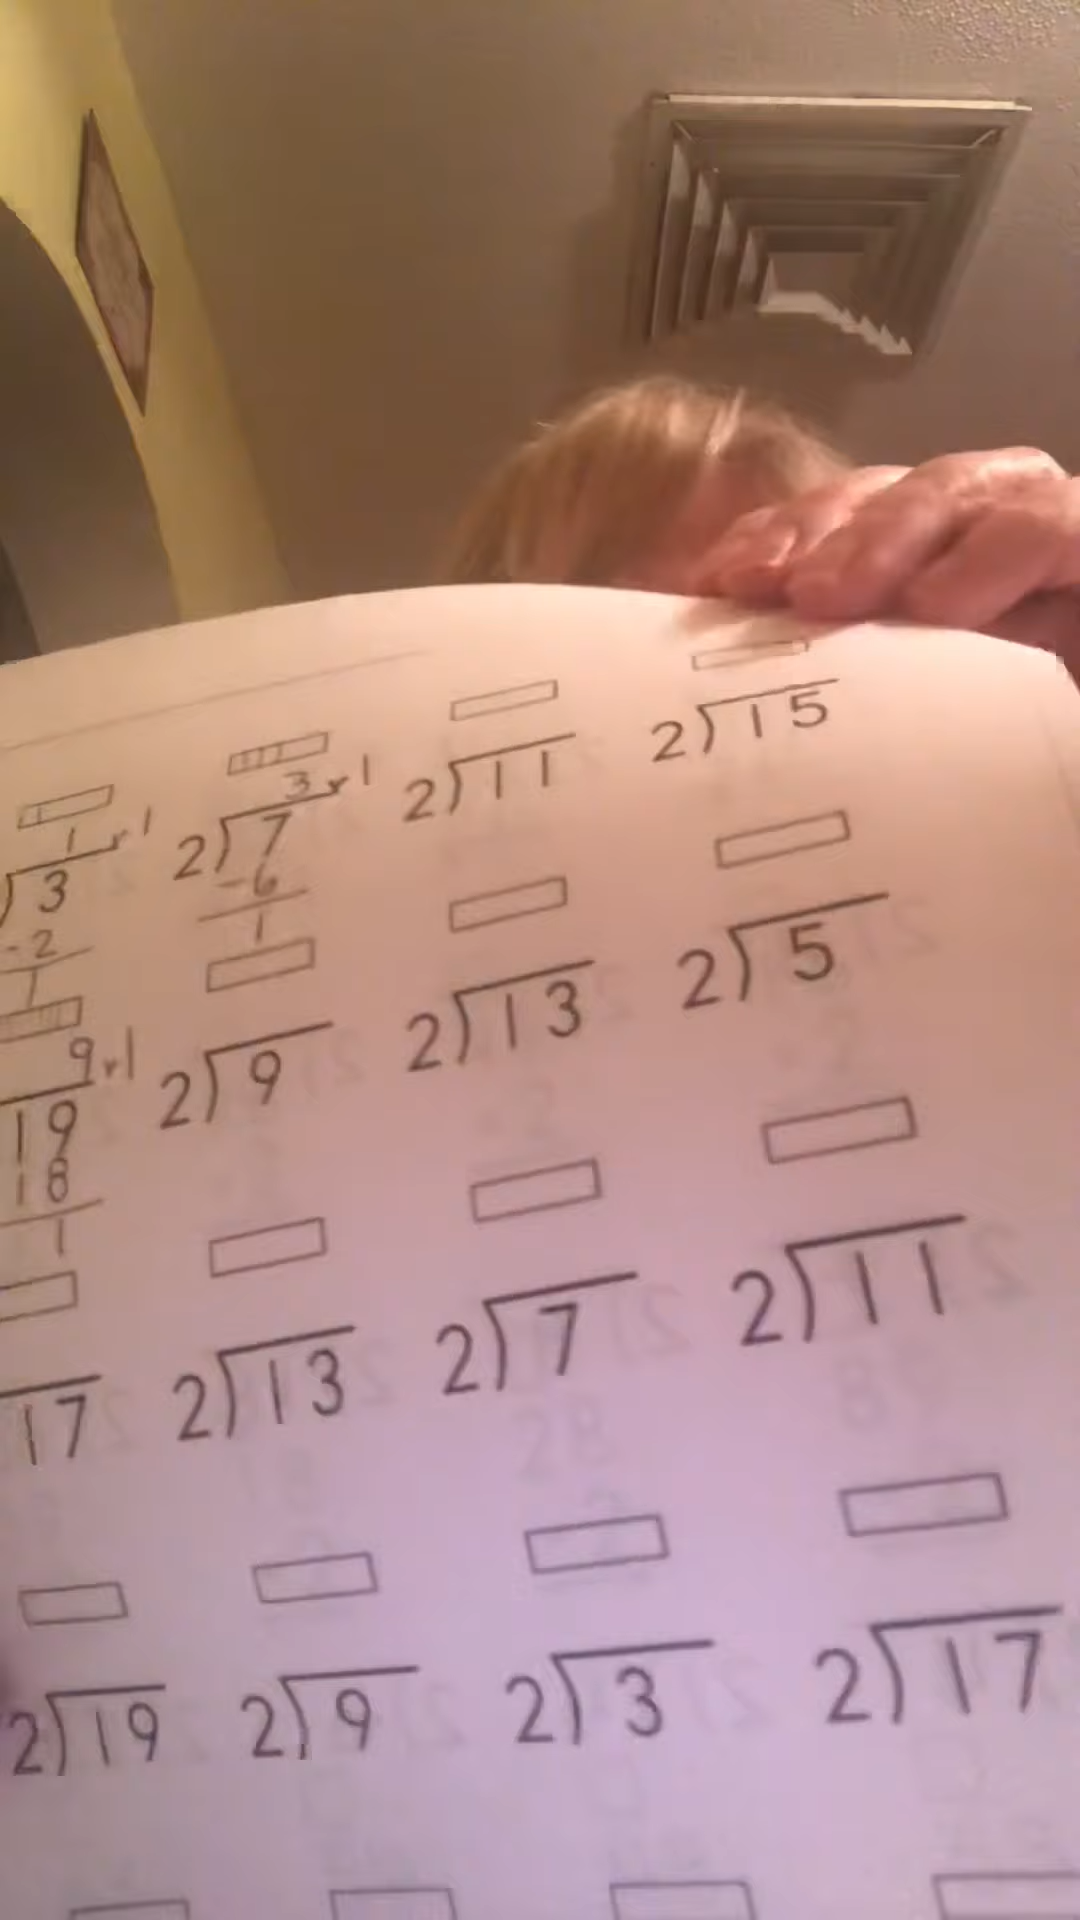 1 r1 3 r1
)3 2)7 2)11 2)15
-2 -6
1 1
9 r1
19 2)9 2)13 2)5
18
1
17 2)13 2)7 2)11
2)19 2)9 2)3 2)17